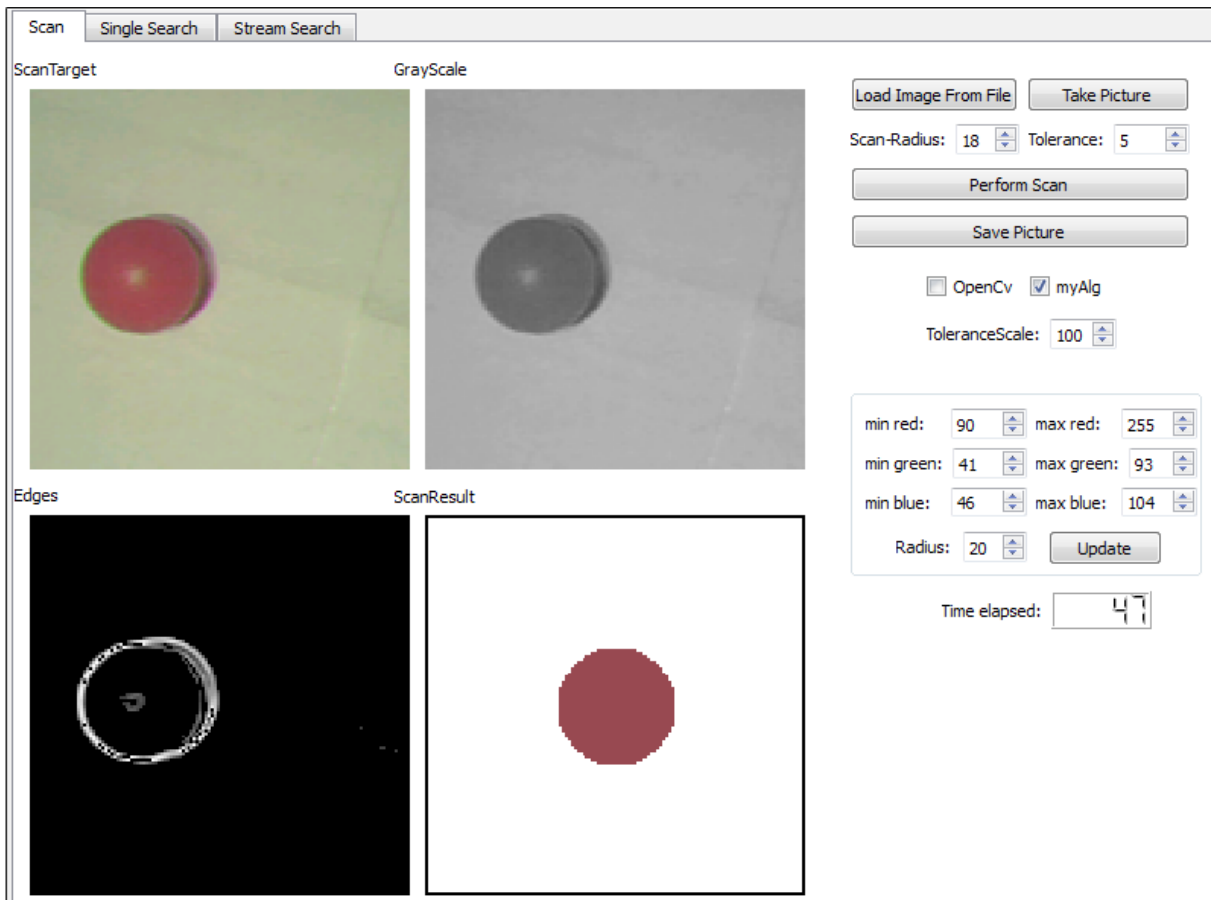 Scan Single Search Stream Search
ScanTarget GrayScale
Load Image From File Take Picture
Scan-Radius: 18 Tolerance: 5
Perform Scan
Save Picture
OpenCv myAlg
ToleranceScale: 100
min red: 90 max red: 255
min green: 41 max green: 93
min blue: 46 max blue: 104
Radius: 20 Update
Edges ScanResult
Time elapsed: 47